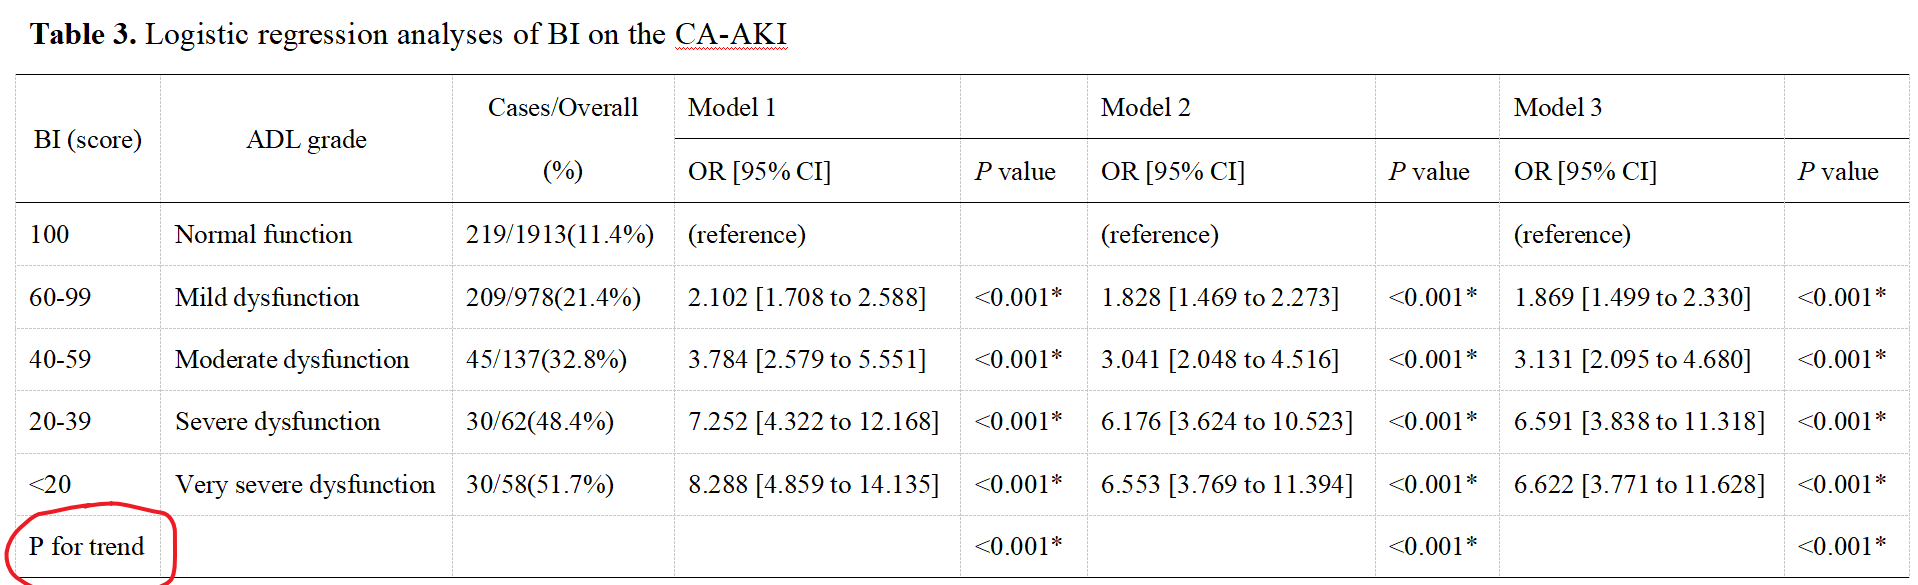 Table 3. Logistic regression analyses of BI on the CA-AKI
BI (score) ADL grade Cases/Overall (%) Model 1 Model 2 Model 3
OR [95% CI] P value OR [95% CI] P value OR [95% CI] P value
100 Normal function 219/1913(11.4%) (reference) (reference) (reference)
60-99 Mild dysfunction 209/978(21.4%) 2.102 [1.708 to 2.588] <0.001* 1.828 [1.469 to 2.273] <0.001* 1.869 [1.499 to 2.330] <0.001*
40-59 Moderate dysfunction 45/137(32.8%) 3.784 [2.579 to 5.551] <0.001* 3.041 [2.048 to 4.516] <0.001* 3.131 [2.095 to 4.680] <0.001*
20-39 Severe dysfunction 30/62(48.4%) 7.252 [4.322 to 12.168] <0.001* 6.176 [3.624 to 10.523] <0.001* 6.591 [3.838 to 11.318] <0.001*
<20 Very severe dysfunction 30/58(51.7%) 8.288 [4.859 to 14.135] <0.001* 6.553 [3.769 to 11.394] <0.001* 6.622 [3.771 to 11.628] <0.001*
P for trend <0.001* <0.001* <0.001*